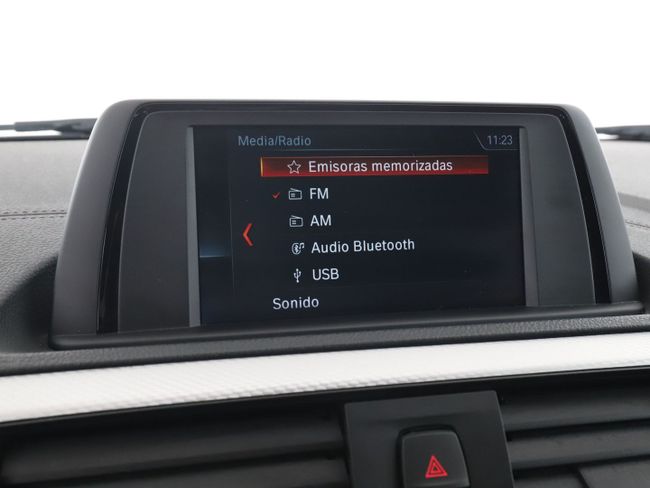 Media/Radio 11:23
Emisoras memorizadas
FM
AM
Audio Bluetooth
USB
Sonido